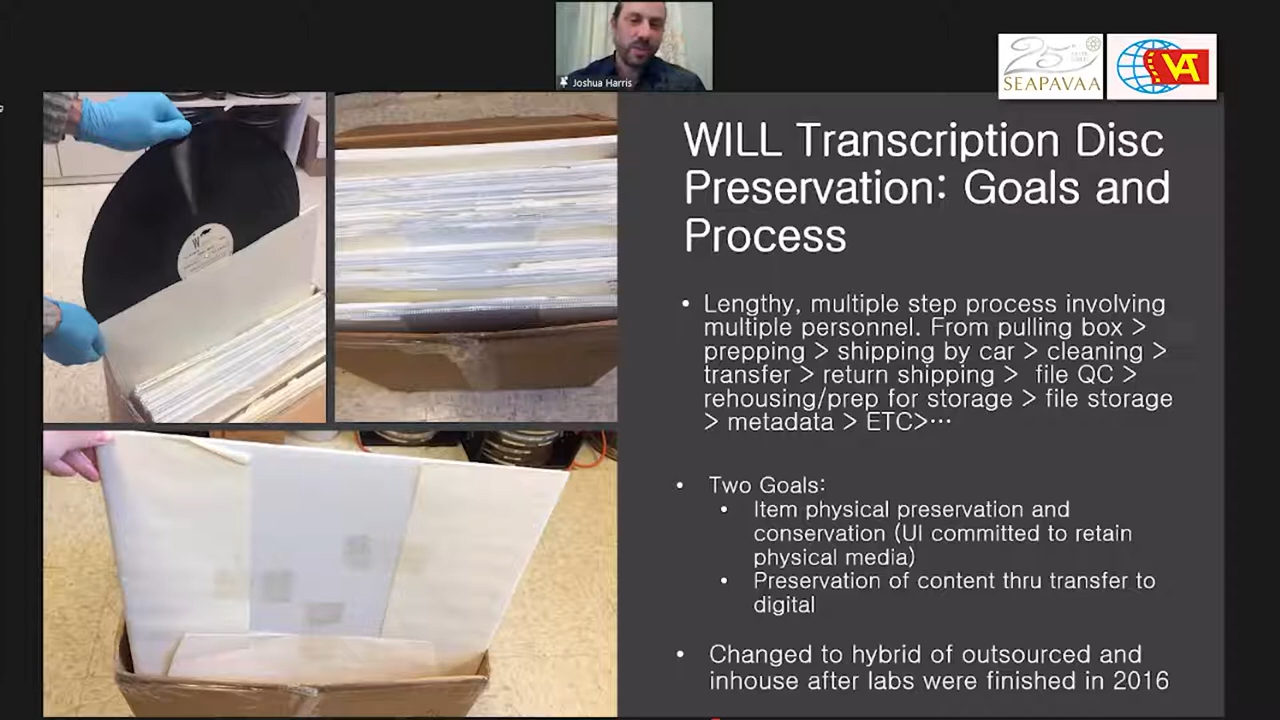 Joshua Harris
25
SEAPAVAA
VAT
WILL Transcription Disc
Preservation: Goals and
Process
• Lengthy, multiple step process involving
multiple personnel. From pulling box >
prepping > shipping by car > cleaning >
transfer > return shipping > file QC >
rehousing/prep for storage > file storage
> metadata > ETC>…
• Two Goals:
• Item physical preservation and
conservation (UI committed to retain
physical media)
• Preservation of content thru transfer to
digital
• Changed to hybrid of outsourced and
inhouse after labs were finished in 2016